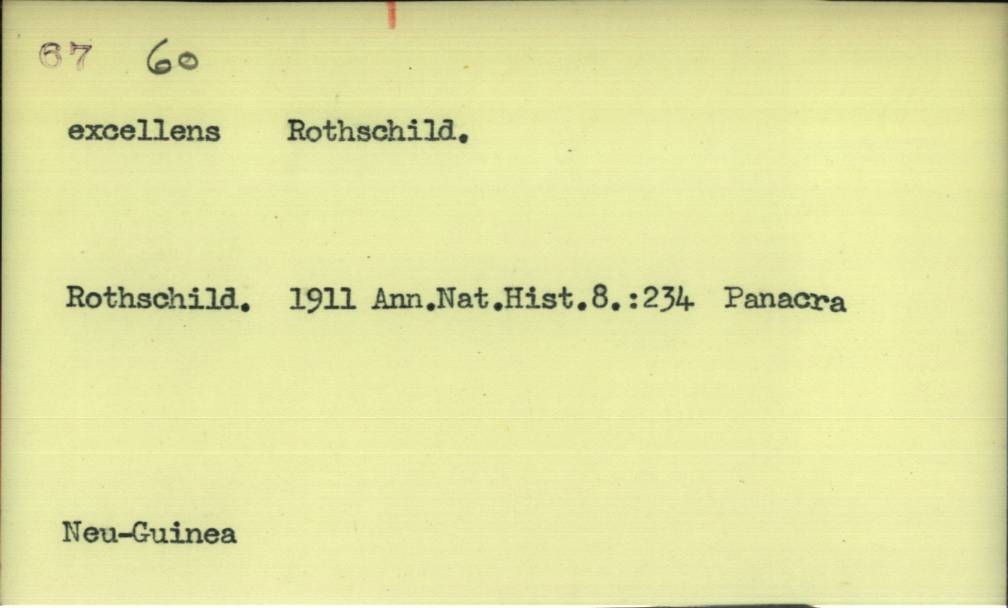 67 60
excellens Rothschild.
Rothschild. 1911 Ann.Nat.Hist.8.:234 Panacra
Neu-Guinea